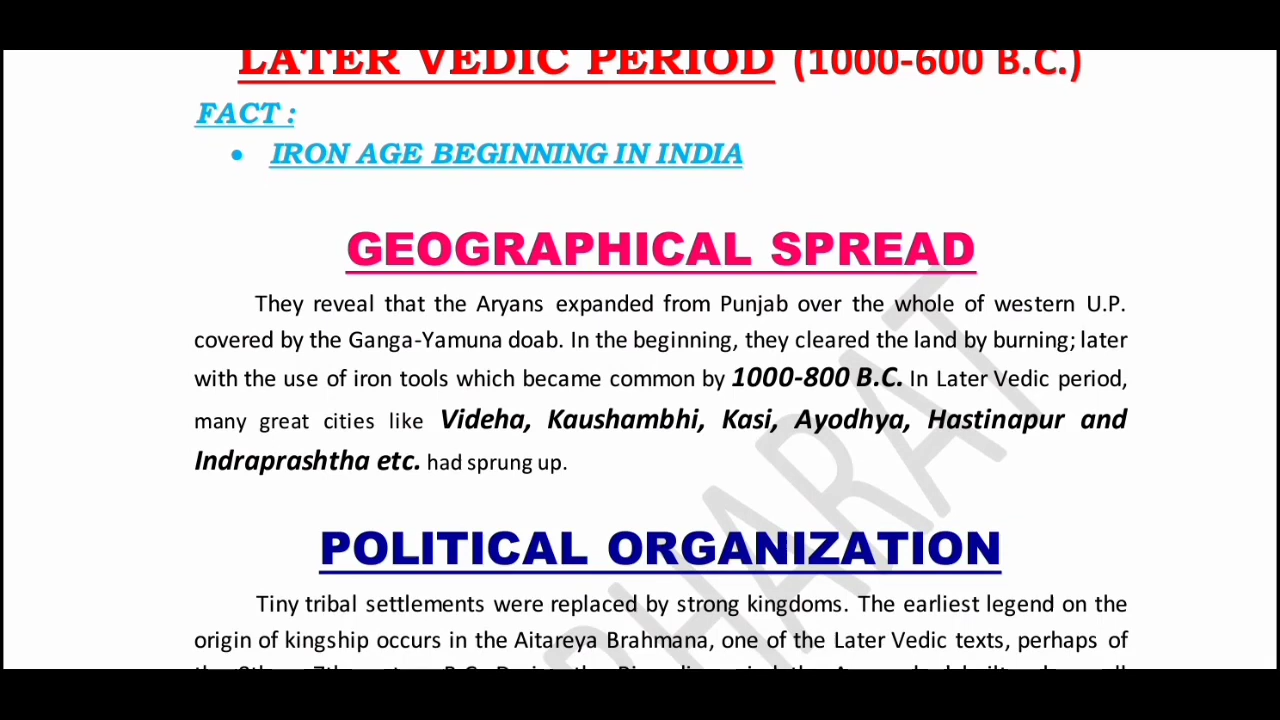 LATER VEDIC PERIOD (1000-600 B.C.)
FACT :
• IRON AGE BEGINNING IN INDIA
GEOGRAPHICAL SPREAD
They reveal that the Aryans expanded from Punjab over the whole of western U.P.
covered by the Ganga-Yamuna doab. In the beginning, they cleared the land by burning; later
with the use of iron tools which became common by 1000-800 B.C. In Later Vedic period,
many great cities like Videha, Kaushambhi, Kasi, Ayodhya, Hastinapur and
Indraprashtha etc. had sprung up.
POLITICAL ORGANIZATION
Tiny tribal settlements were replaced by strong kingdoms. The earliest legend on the
origin of kingship occurs in the Aitareya Brahmana, one of the Later Vedic texts, perhaps of